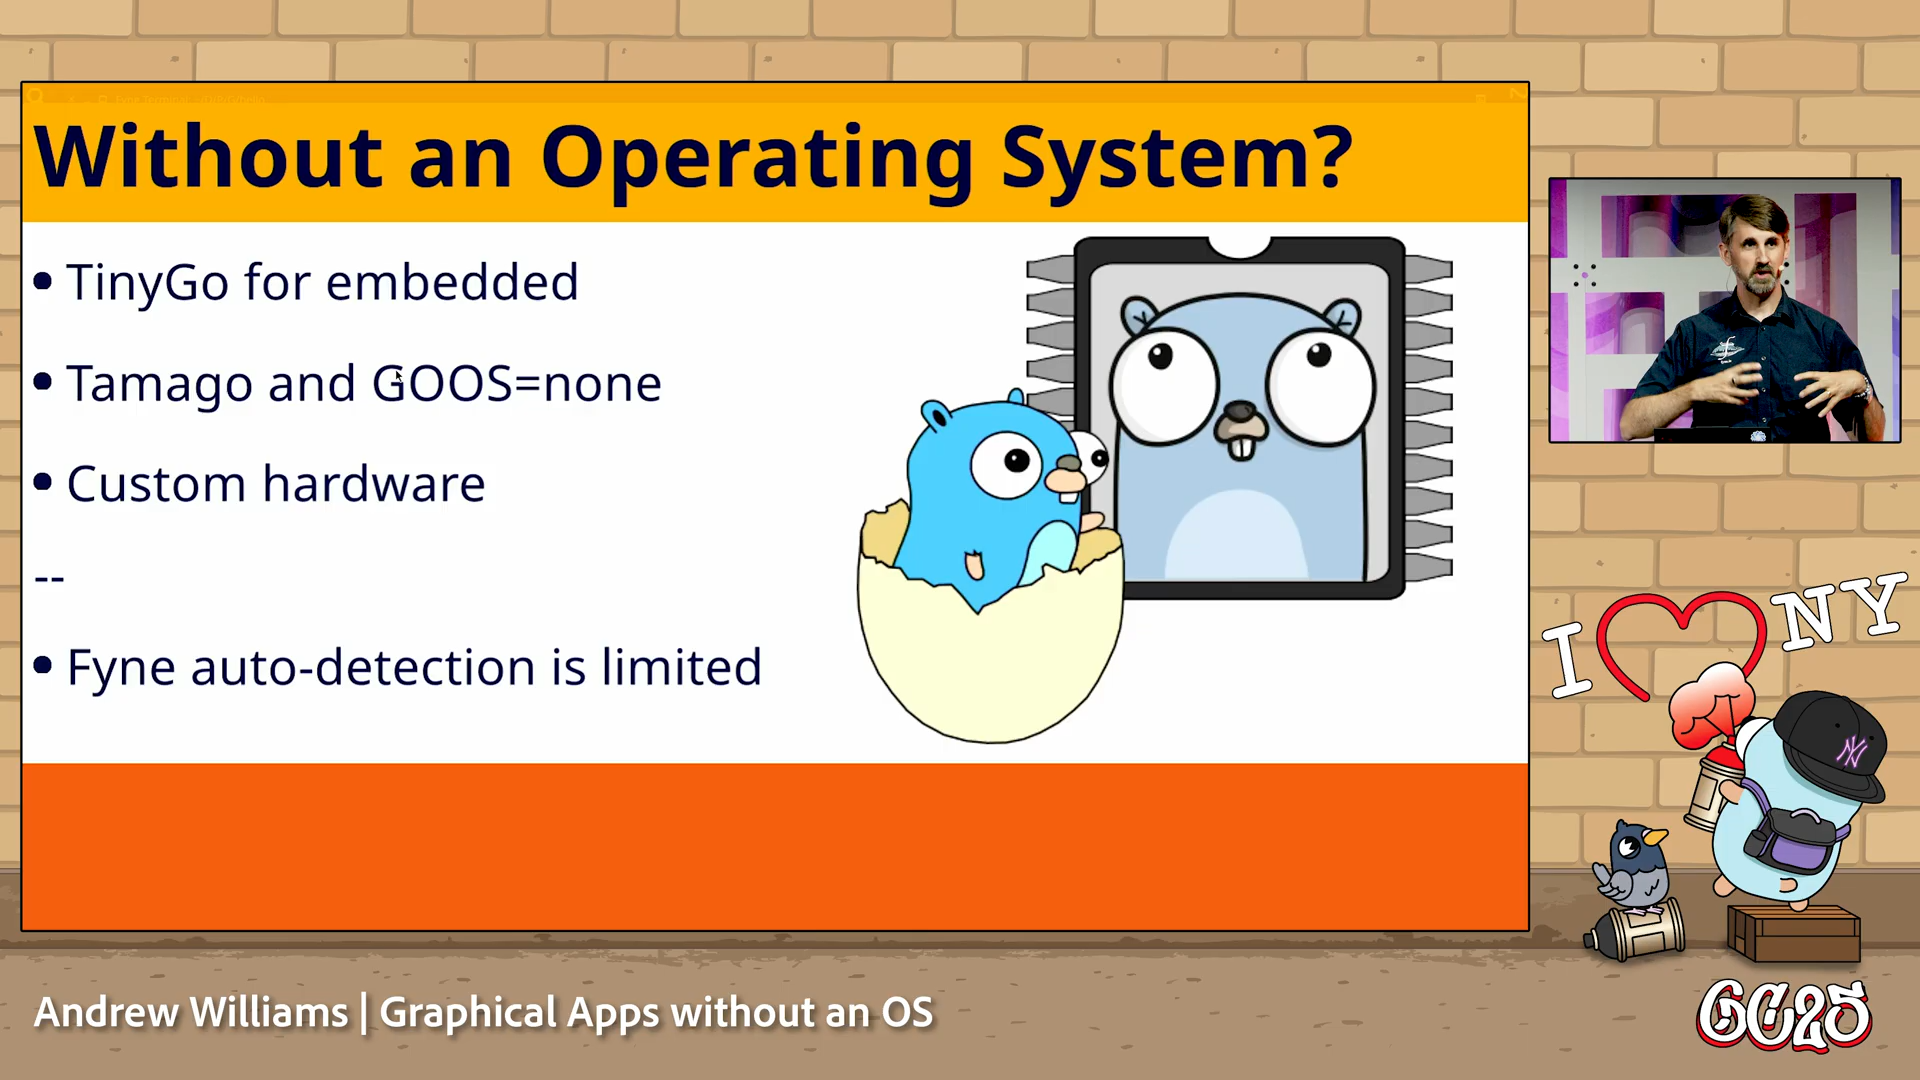 Without an Operating System?
• TinyGo for embedded
• Tamago and GOOS=none
• Custom hardware
--
• Fyne auto-detection is limited
I NY
NY
Andrew Williams | Graphical Apps without an OS
GC25